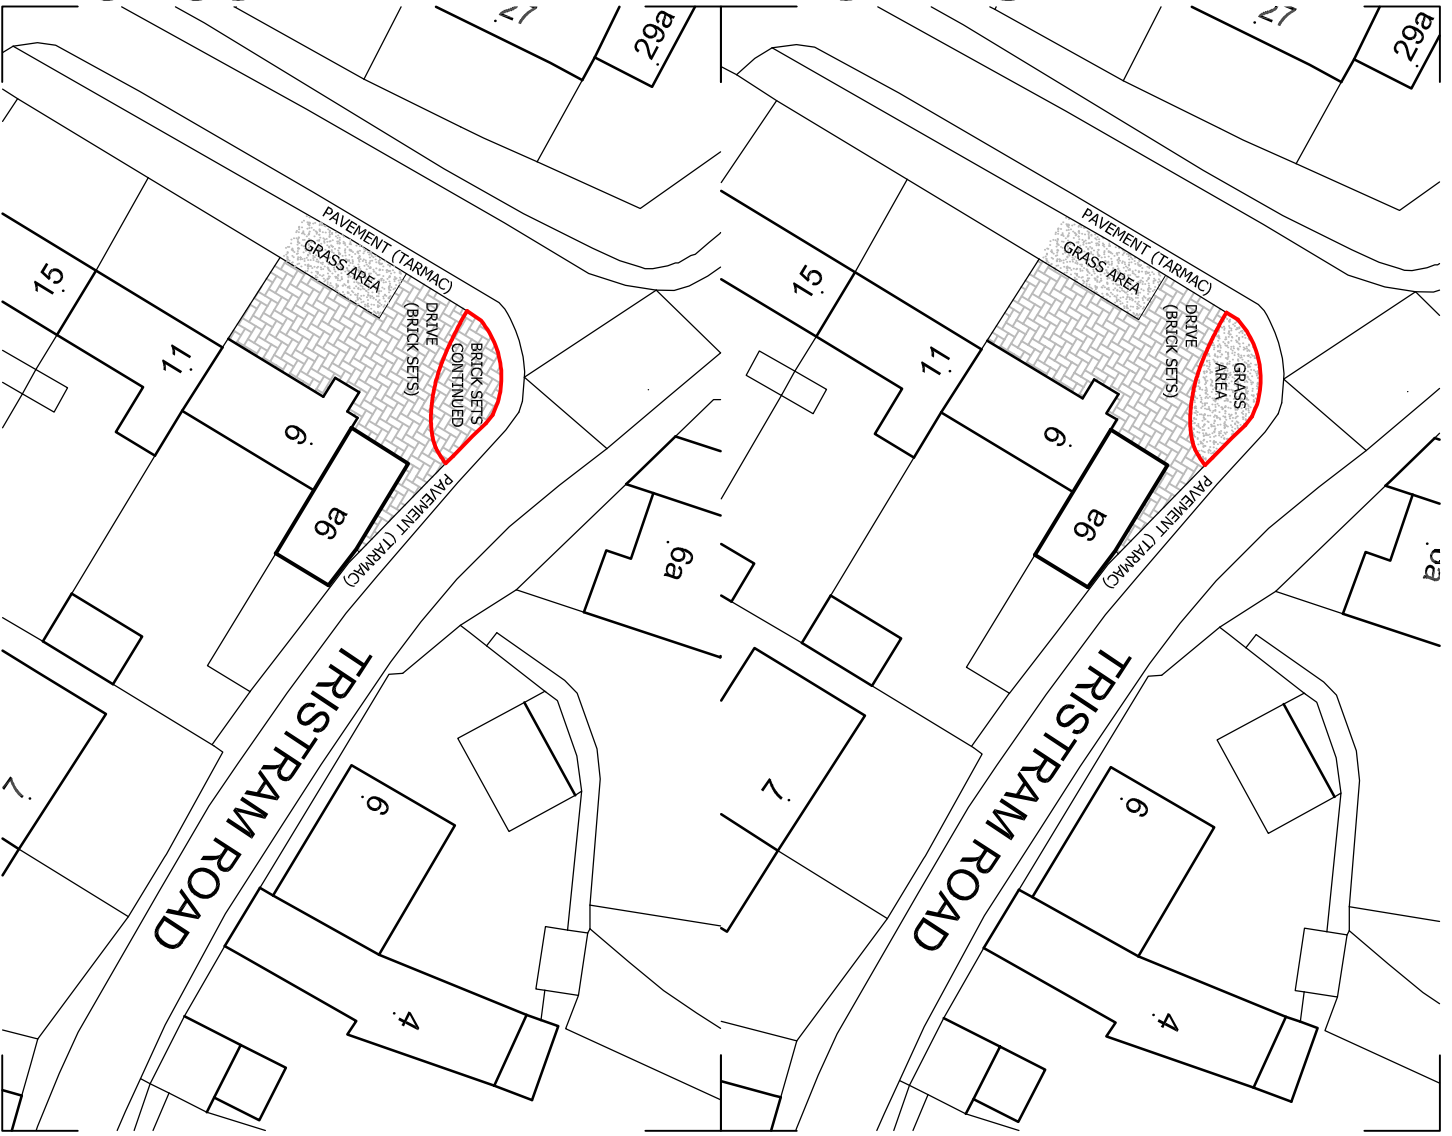 27
29a
PAVEMENT (TARMAC)
GRASS AREA
DRIVE
(BRICK SETS)
BRICK SETS
CONTINUED
15
11
9
9a
PAVEMENT (TARMAC)
6a
TRISTRAM ROAD
7
6
4
27
29a
PAVEMENT (TARMAC)
GRASS AREA
DRIVE
(BRICK SETS)
GRASS
AREA
15
11
9
9a
PAVEMENT (TARMAC)
6a
TRISTRAM ROAD
7
6
4